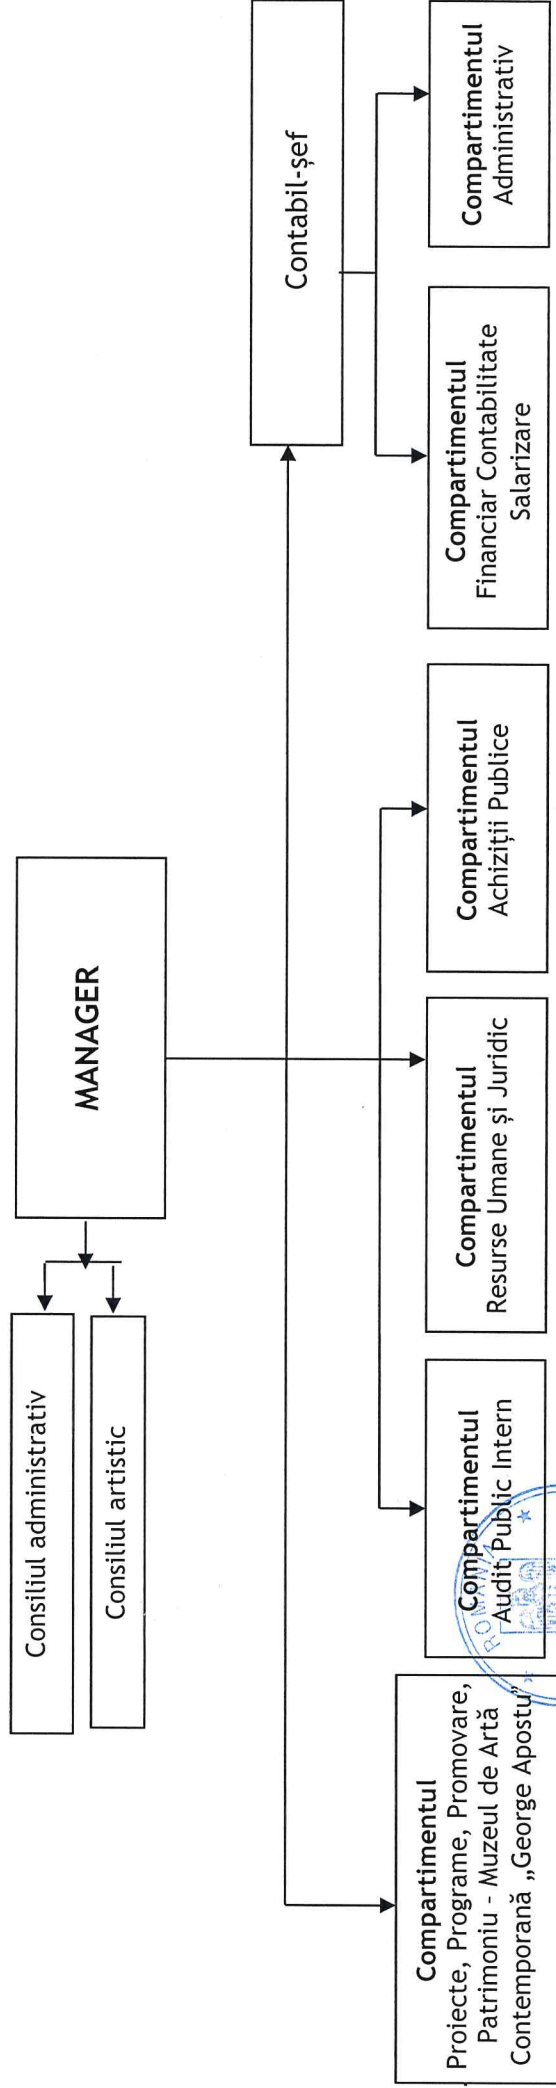 MANAGER
Consiliul administrativ
Consiliul artistic
Contabil-șef
Compartimentul
Proiecte, Programe, Promovare,
Patrimoniu - Muzeul de Artă
Contemporană „George Apostu”
Compartimentul
Audit Public Intern
Compartimentul
Resurse Umane și Juridic
Compartimentul
Achiziții Publice
Compartimentul
Financiar Contabilitate
Salarizare
Compartimentul
Administrativ
ROMÂNIA